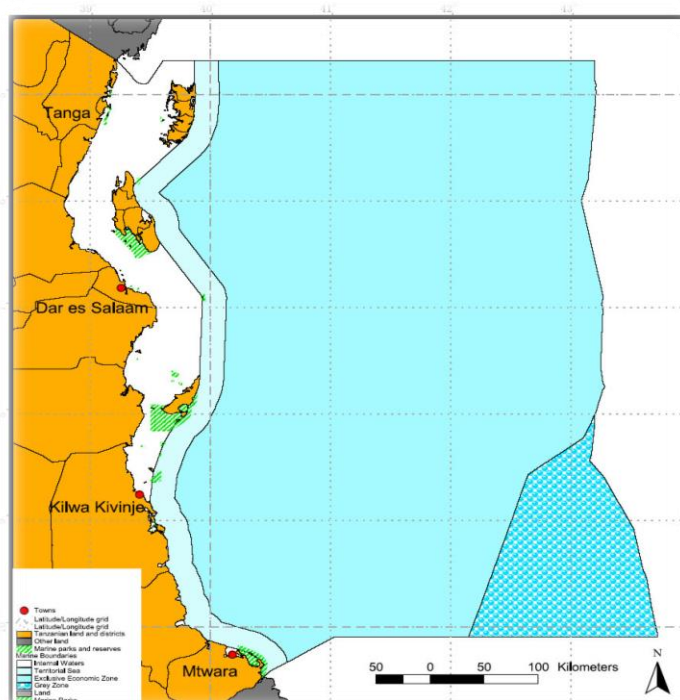 Tanga
Dar es Salaam
Kilwa Kivinje
Mtwara
50 0 50 100 Kilometers
N
Towns
Latitude/Longitude grid
Latitude/Longitude grid
Tanzanian land and districts
Other land
Marine parks and reserves
Marine Boundaries
Internal Waters
Territorial Sea
Exclusive Economic Zone
Grey Zone
Land